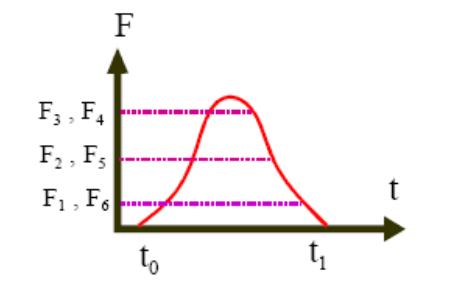 F
F₃ , F₄
F₂ , F₅
F₁ , F₆
t
t₀
t₁